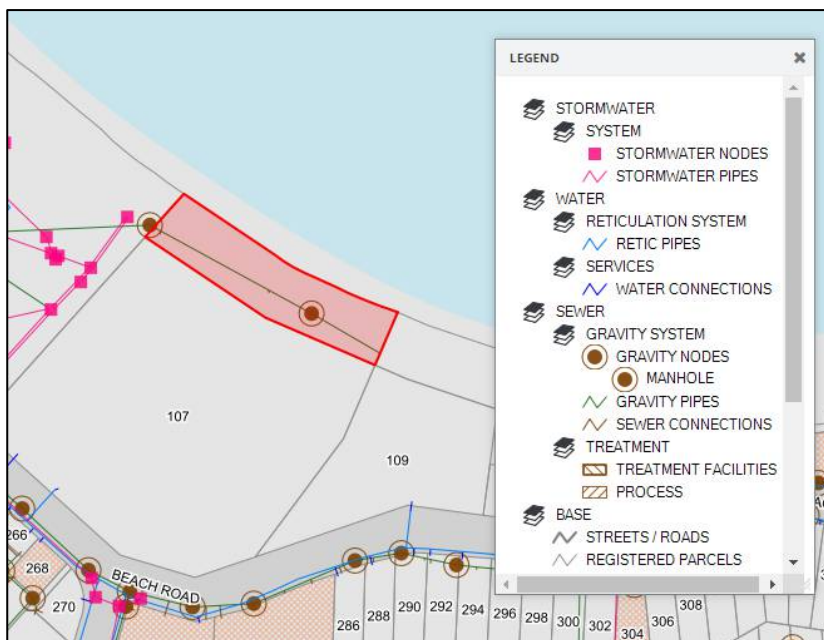 LEGEND
STORMWATER
SYSTEM
STORMWATER NODES
STORMWATER PIPES
WATER
RETICULATION SYSTEM
RETIC PIPES
SERVICES
WATER CONNECTIONS
SEWER
GRAVITY SYSTEM
GRAVITY NODES
MANHOLE
GRAVITY PIPES
SEWER CONNECTIONS
TREATMENT
TREATMENT FACILITIES
PROCESS
BASE
STREETS / ROADS
REGISTERED PARCELS
107
109
266
268
270
BEACH ROAD
286
288
290
292
294
296
298
300
302
304
306
308